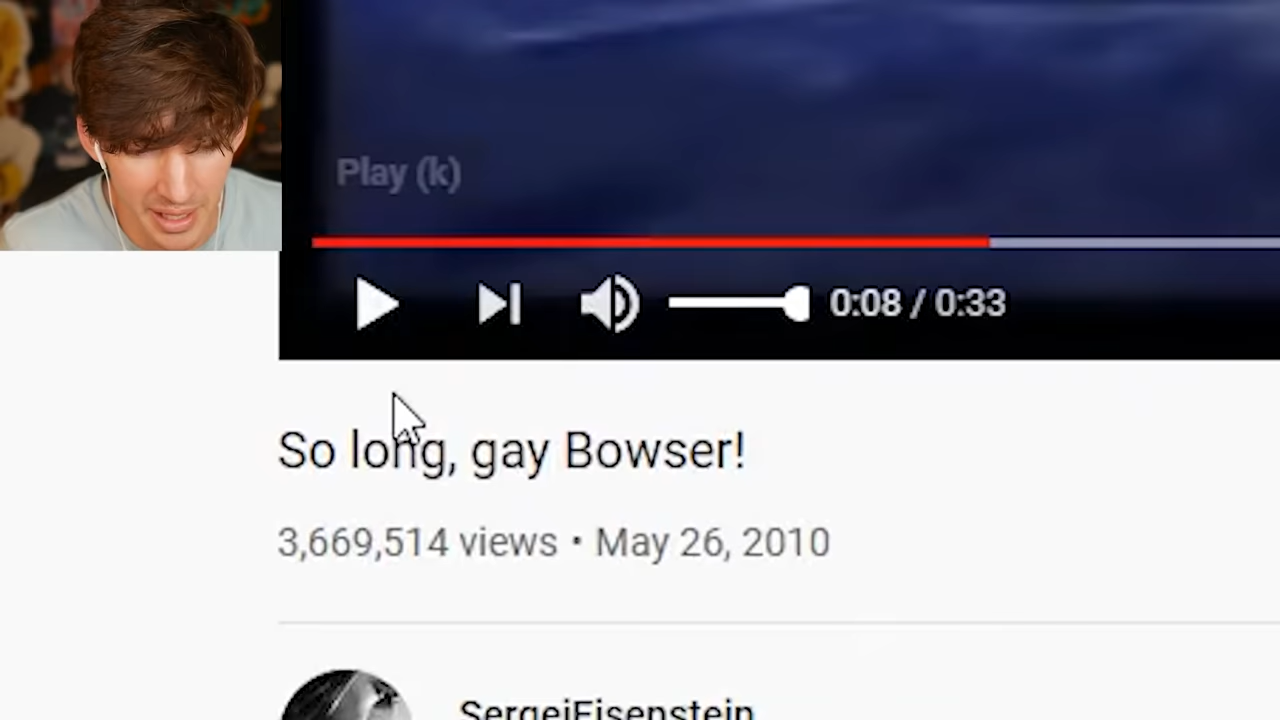 Play (k)
0:08 / 0:33
So long, gay Bowser!
3,669,514 views • May 26, 2010
SergeiEisenstein